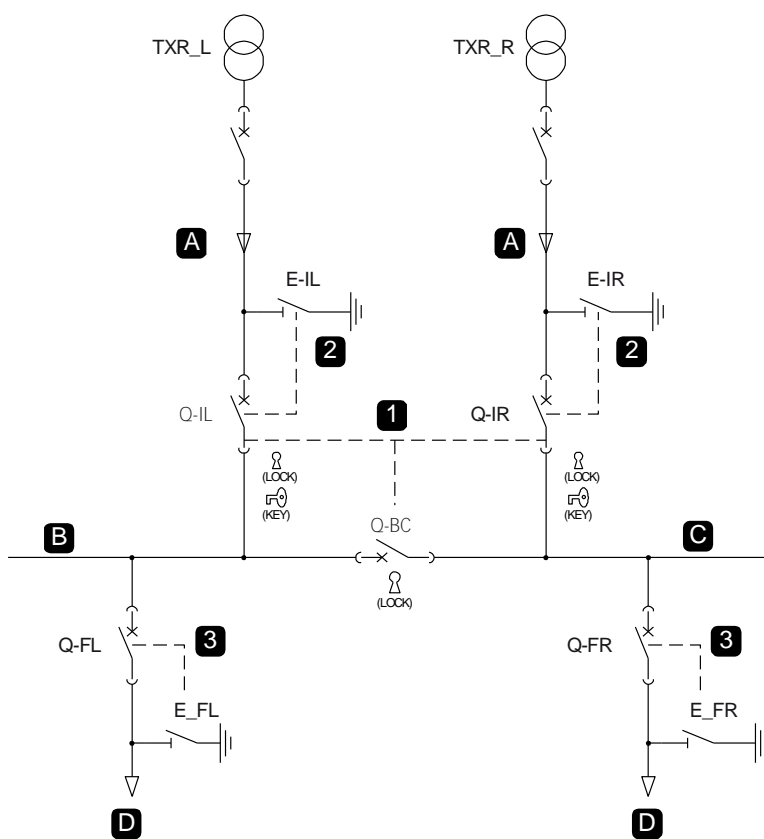 TXR_L TXR_R
A A
E-IL E-IR
2 2
Q-IL 1 Q-IR
(LOCK) (LOCK)
(KEY) (KEY)
Q-BC
B C
(LOCK)
Q-FL 3 Q-FR 3
E_FL E_FR
D D